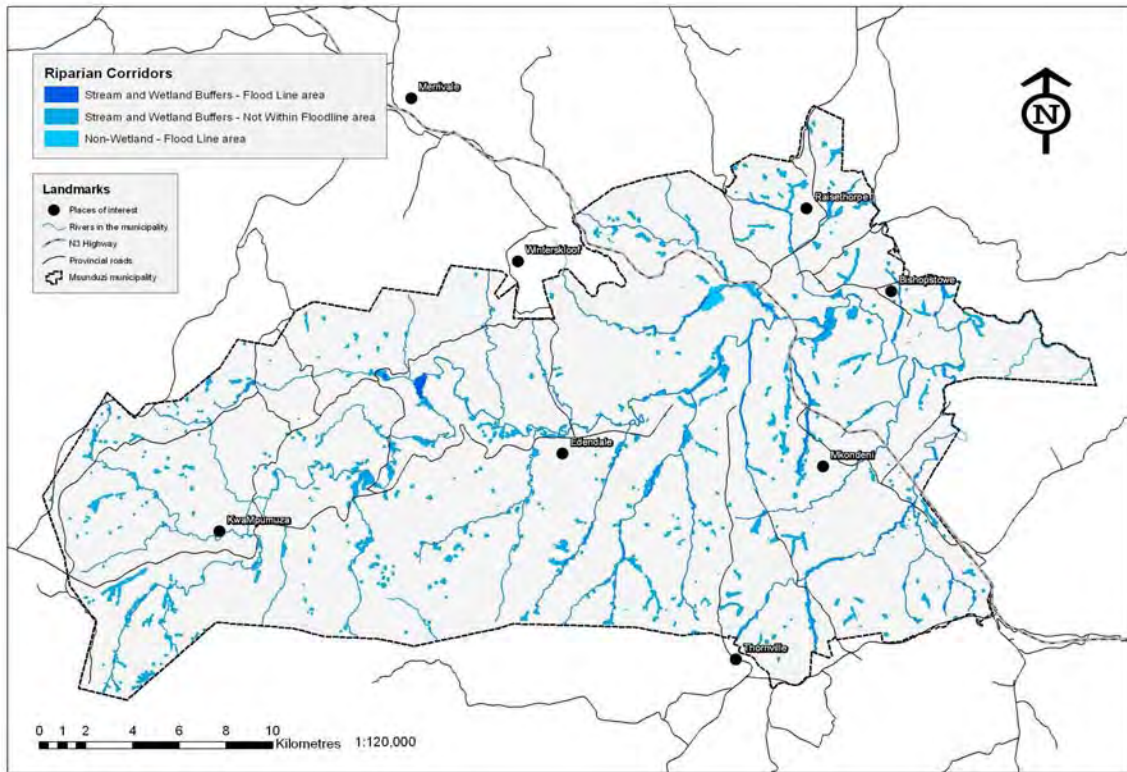 Riparian Corridors
Stream and Wetland Buffers - Flood Line area
Stream and Wetland Buffers - Not Within Floodline area
Non-Wetland - Flood Line area
Landmarks
Places of interest
Rivers in the municipality
N3 Highway
Provincial roads
Msunduzi municipality
Merrivale
N
Raisethorpe
Winterskloof
Bishopstowe
Edendale
Mkondeni
KwaMpumuza
Thornville
0 1 2 4 6 8 10
Kilometres 1:120,000